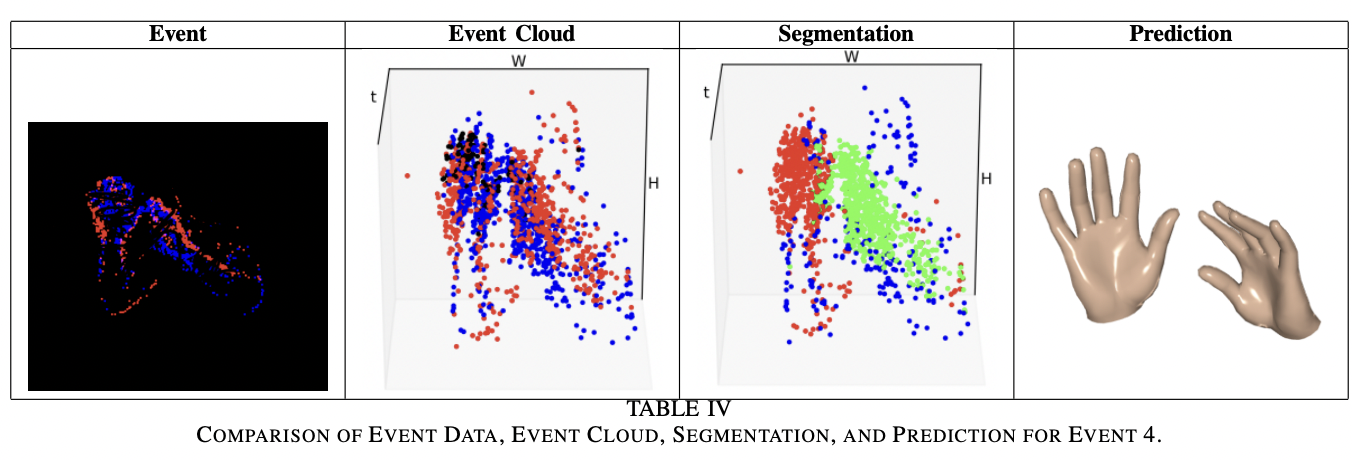 Event
Event Cloud
Segmentation
Prediction
W
t
H
W
t
H
TABLE IV
COMPARISON OF EVENT DATA, EVENT CLOUD, SEGMENTATION, AND PREDICTION FOR EVENT 4.